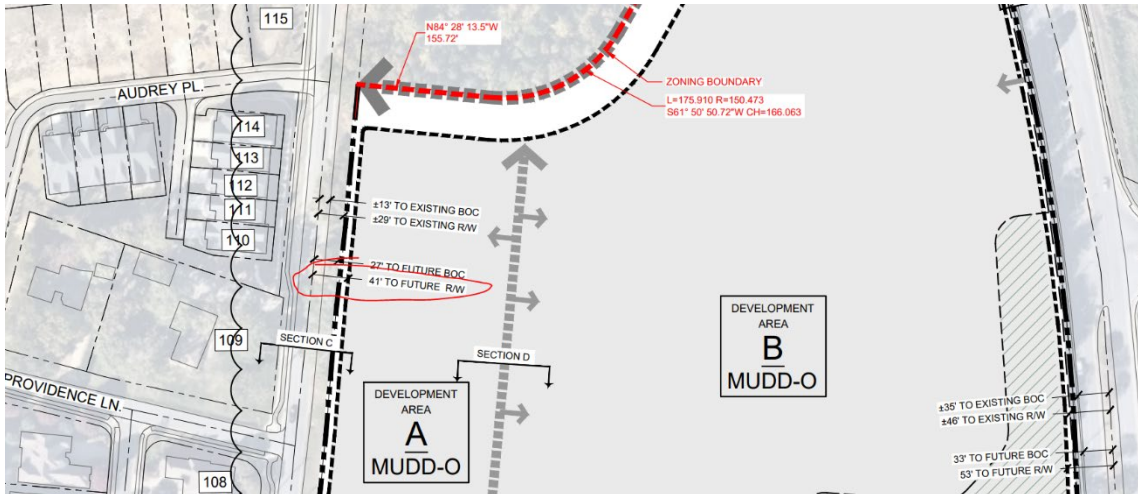 115
N84° 28' 13.5"W
155.72'
AUDREY PL.
ZONING BOUNDARY
L=175.910 R=150.473
S61° 50' 50.72"W CH=166.063
114
113
112
111
110
±13' TO EXISTING BOC
±29' TO EXISTING R/W
27' TO FUTURE BOC
41' TO FUTURE R/W
109
SECTION C
SECTION D
DEVELOPMENT
AREA
A
MUDD-O
DEVELOPMENT
AREA
B
MUDD-O
PROVIDENCE LN.
108
±35' TO EXISTING BOC
±46' TO EXISTING R/W
33' TO FUTURE BOC
53' TO FUTURE R/W